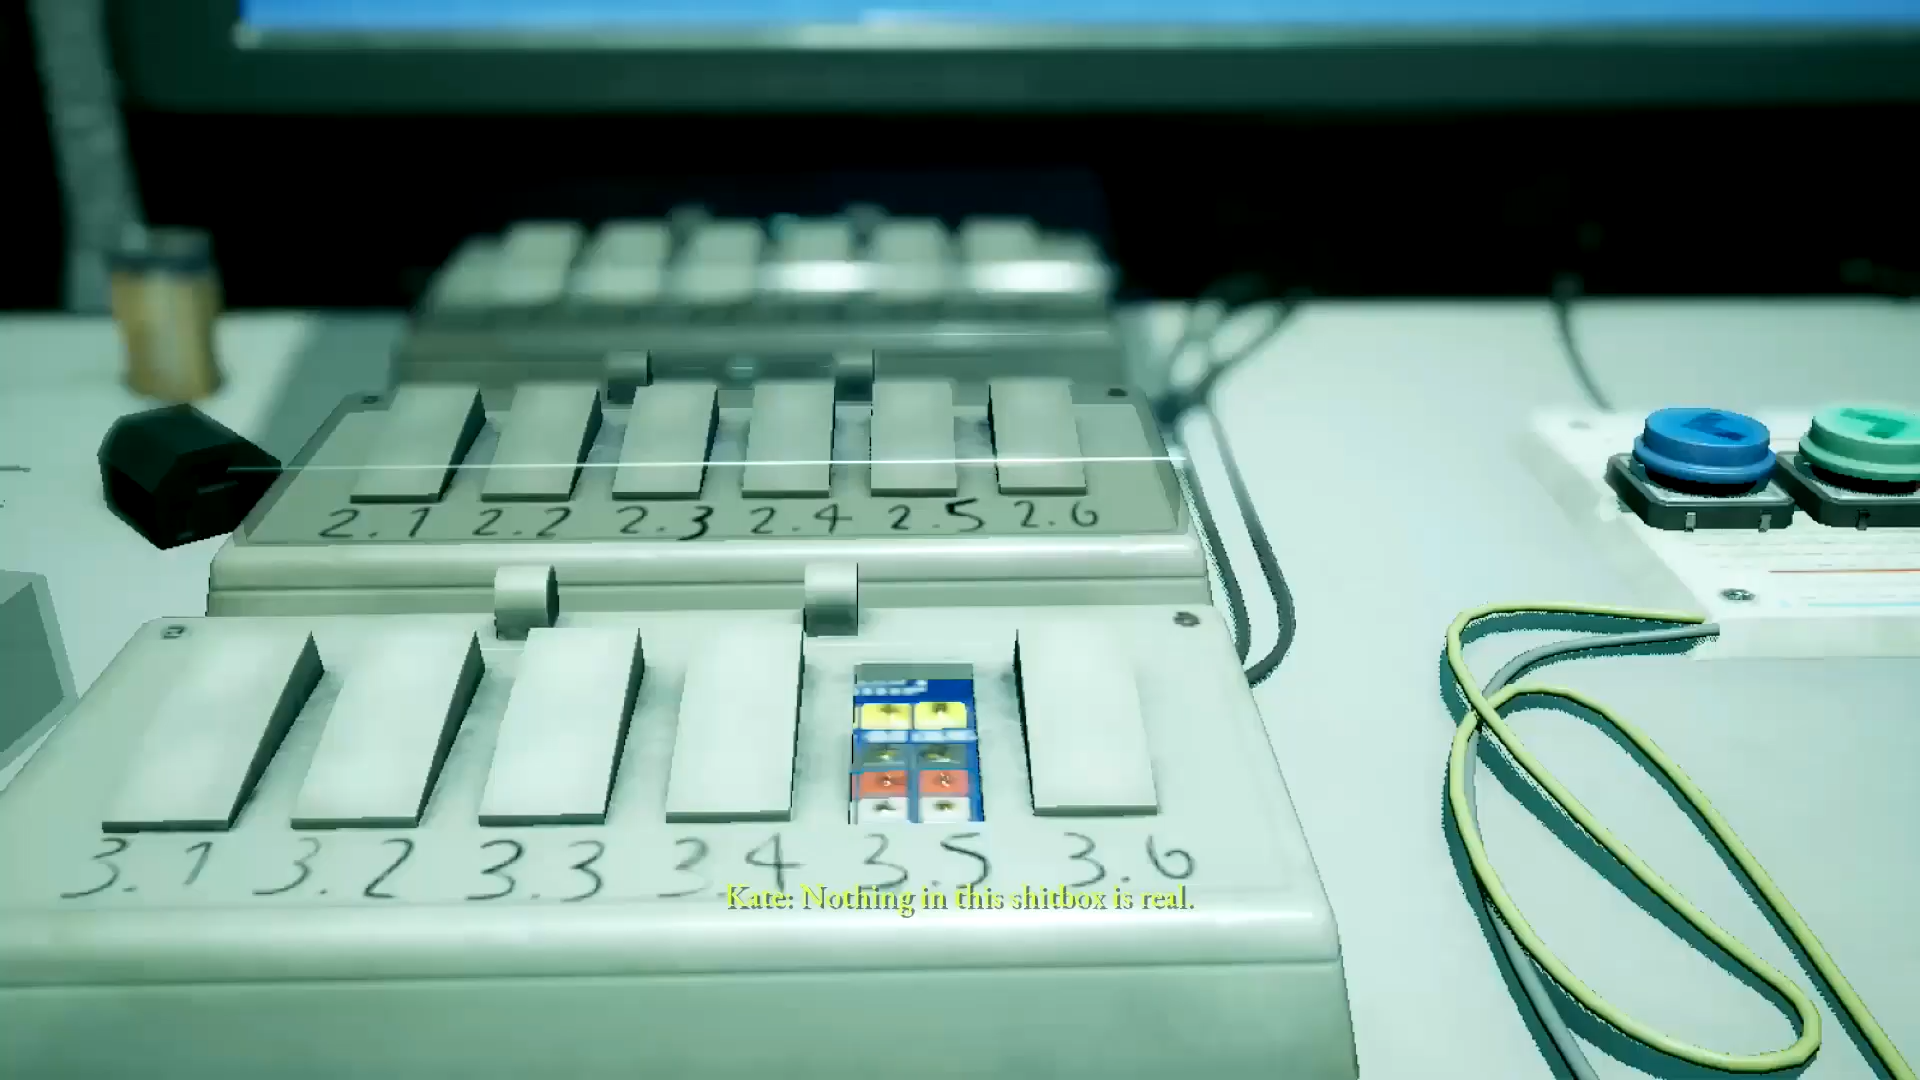 2.1 2.2 2.3 2.4 2.5 2.6
3.1 3.2 3.3 3.4 3.5 3.6
Kate: Nothing in this shitbox is real.